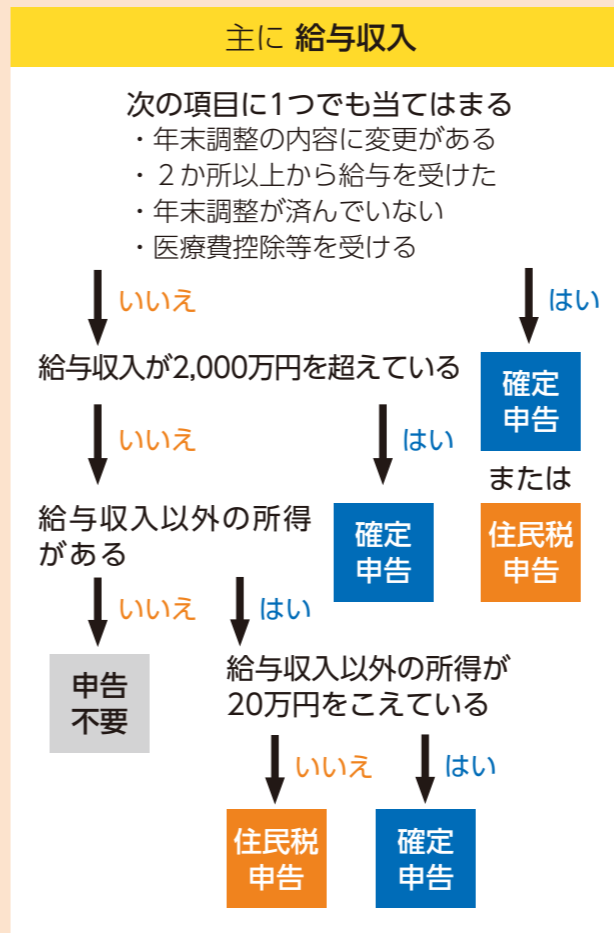 主に 給与収入
次の項目に1つでも当てはまる
・年末調整の内容に変更がある
・２か所以上から給与を受けた
・年末調整が済んでいない
・医療費控除等を受ける
いいえ
はい
給与収入が2,000万円を超えている
確定
申告
または
住民税
申告
いいえ
はい
給与収入以外の所得
がある
確定
申告
いいえ
はい
申告
不要
給与収入以外の所得が
20万円をこえている
いいえ
はい
住民税
申告
確定
申告